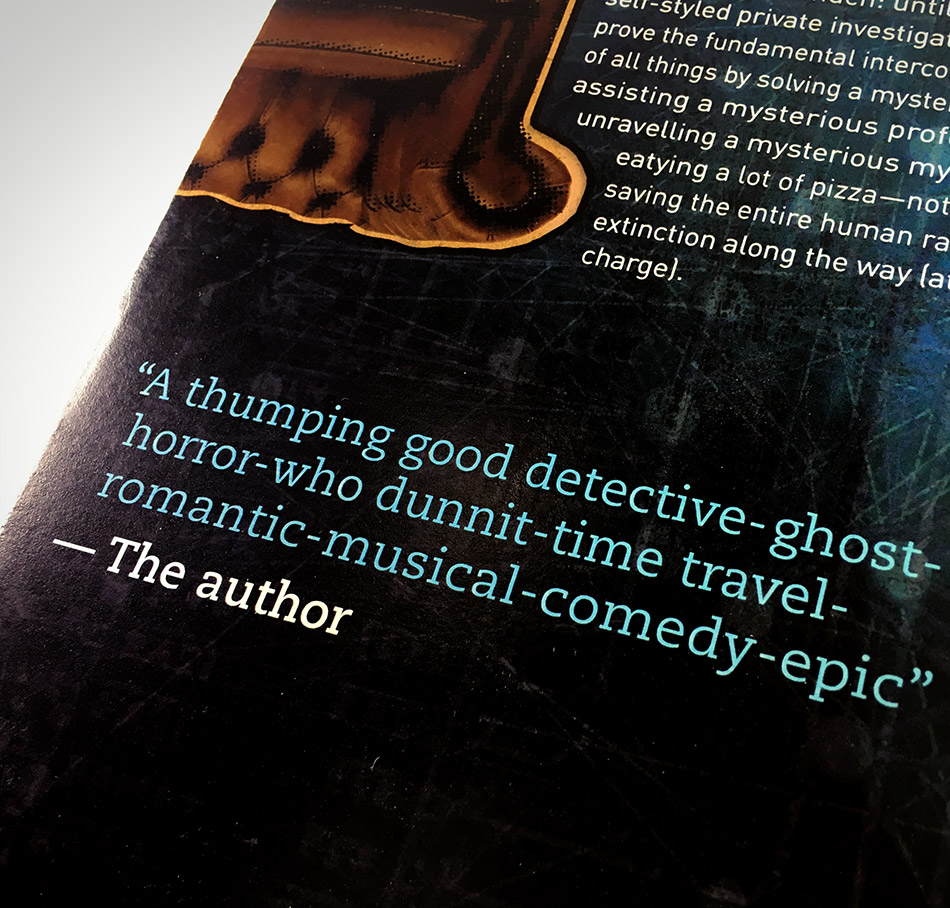 self-styled private investigat
prove the fundamental interco
of all things by solving a myste
assisting a mysterious prof
unravelling a mysterious my
eatying a lot of pizza—not
saving the entire human ra
extinction along the way (at
charge).
“A thumping good detective-ghost-
horror-who dunnit-time travel-
romantic-musical-comedy-epic”
— The author